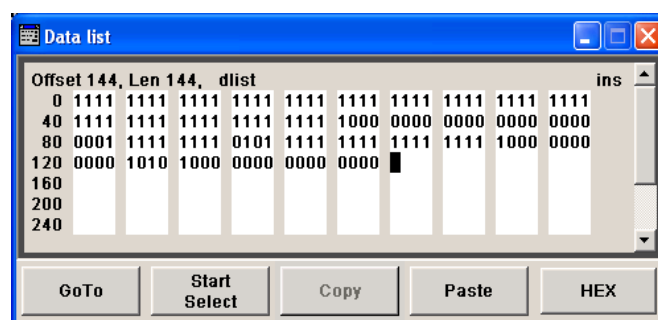 Data list
Offset 144, Len 144, dlist ins
0 1111 1111 1111 1111 1111 1111 1111 1111 1111 1111
40 1111 1111 1111 1111 1111 1000 0000 0000 0000 0000
80 0001 1111 1111 0101 1111 1111 1111 1111 1000 0000
120 0000 1010 1000 0000 0000 0000
160
200
240
GoTo Start Select Copy Paste HEX